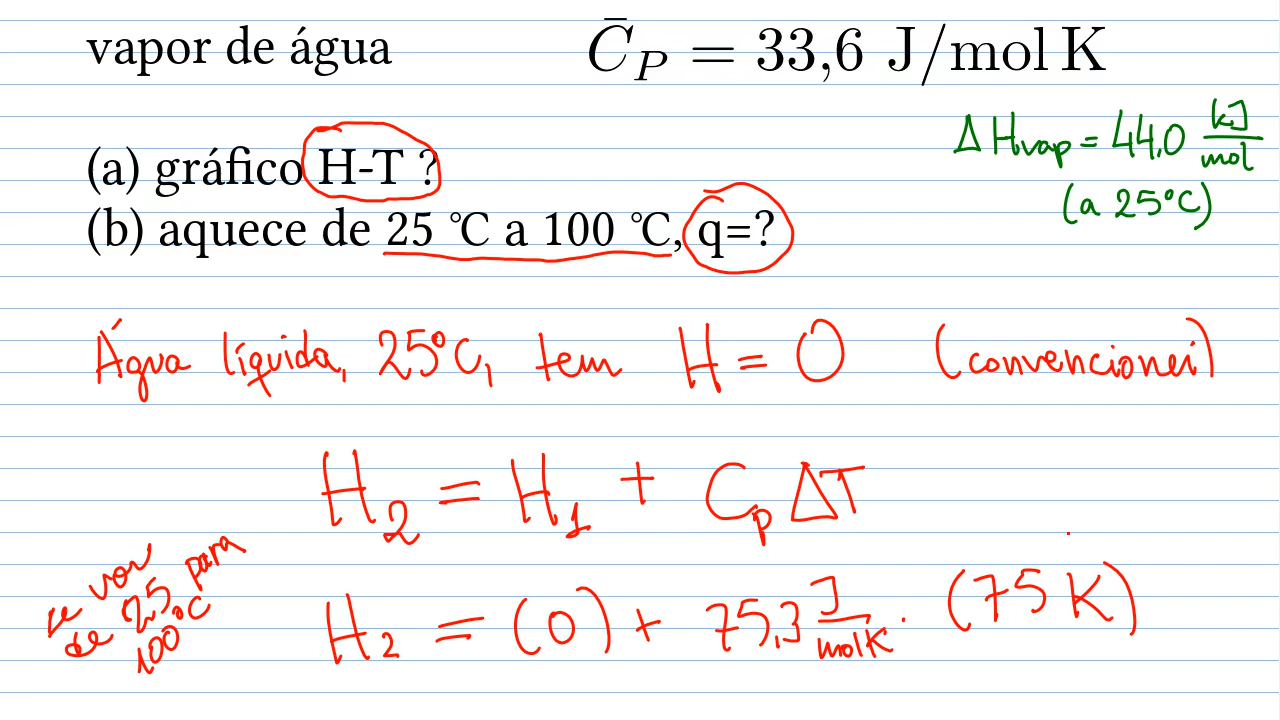 vapor de água C̄_P = 33,6 J/mol K
ΔHvap = 44,0 kJ/mol
(a 25°C)
(a) gráfico H-T ?
(b) aquece de 25 °C a 100 °C, q=?
Água líquida, 25°C, tem H = 0 (convencionei)
H₂ = H₁ + Cp ΔT
se vou de 25 para 100°C
H₂ = (0) + 75,3 J/molK · (75 K)